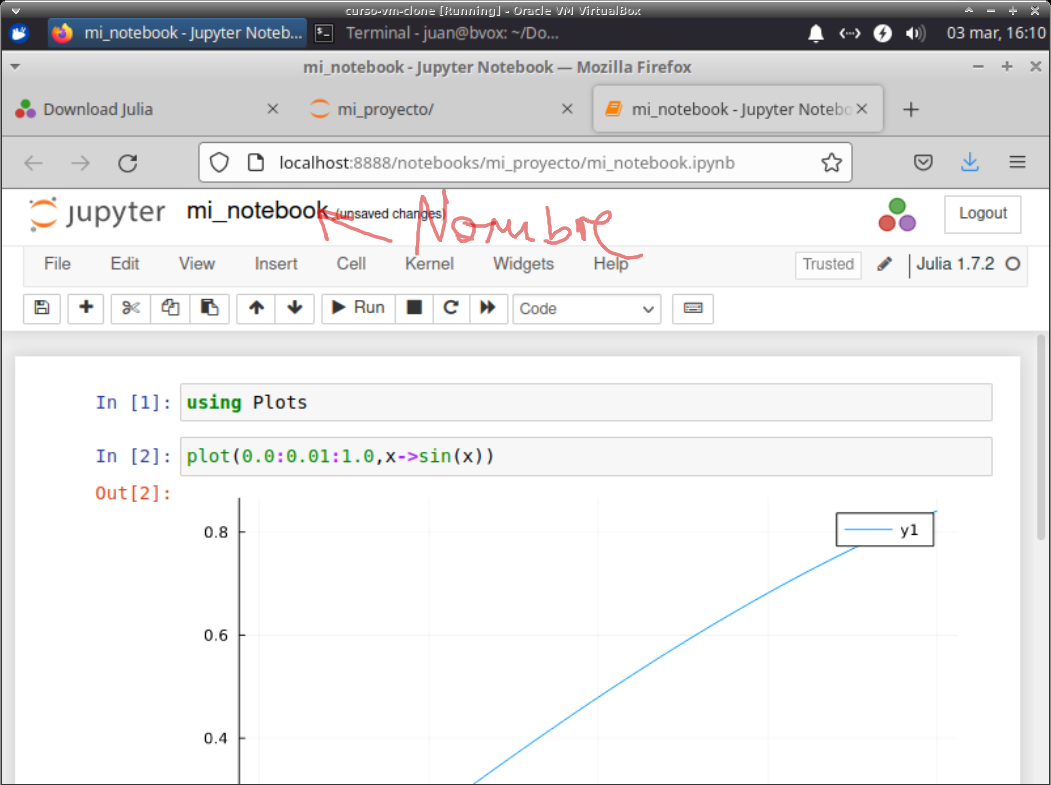 curso-vm-clone [Running] - Oracle VM VirtualBox
mi_notebook - Jupyter Noteb... Terminal - juan@bvox: ~/Do... 03 mar, 16:10
mi_notebook - Jupyter Notebook — Mozilla Firefox
Download Julia mi_proyecto/ mi_notebook - Jupyter Notebo
localhost:8888/notebooks/mi_proyecto/mi_notebook.ipynb
jupyter mi_notebook (unsaved changes) Nombre Logout
File Edit View Insert Cell Kernel Widgets Help Trusted Julia 1.7.2
Run Code
In [1]: using Plots
In [2]: plot(0.0:0.01:1.0,x->sin(x))
Out[2]:
0.8 y1
0.6
0.4